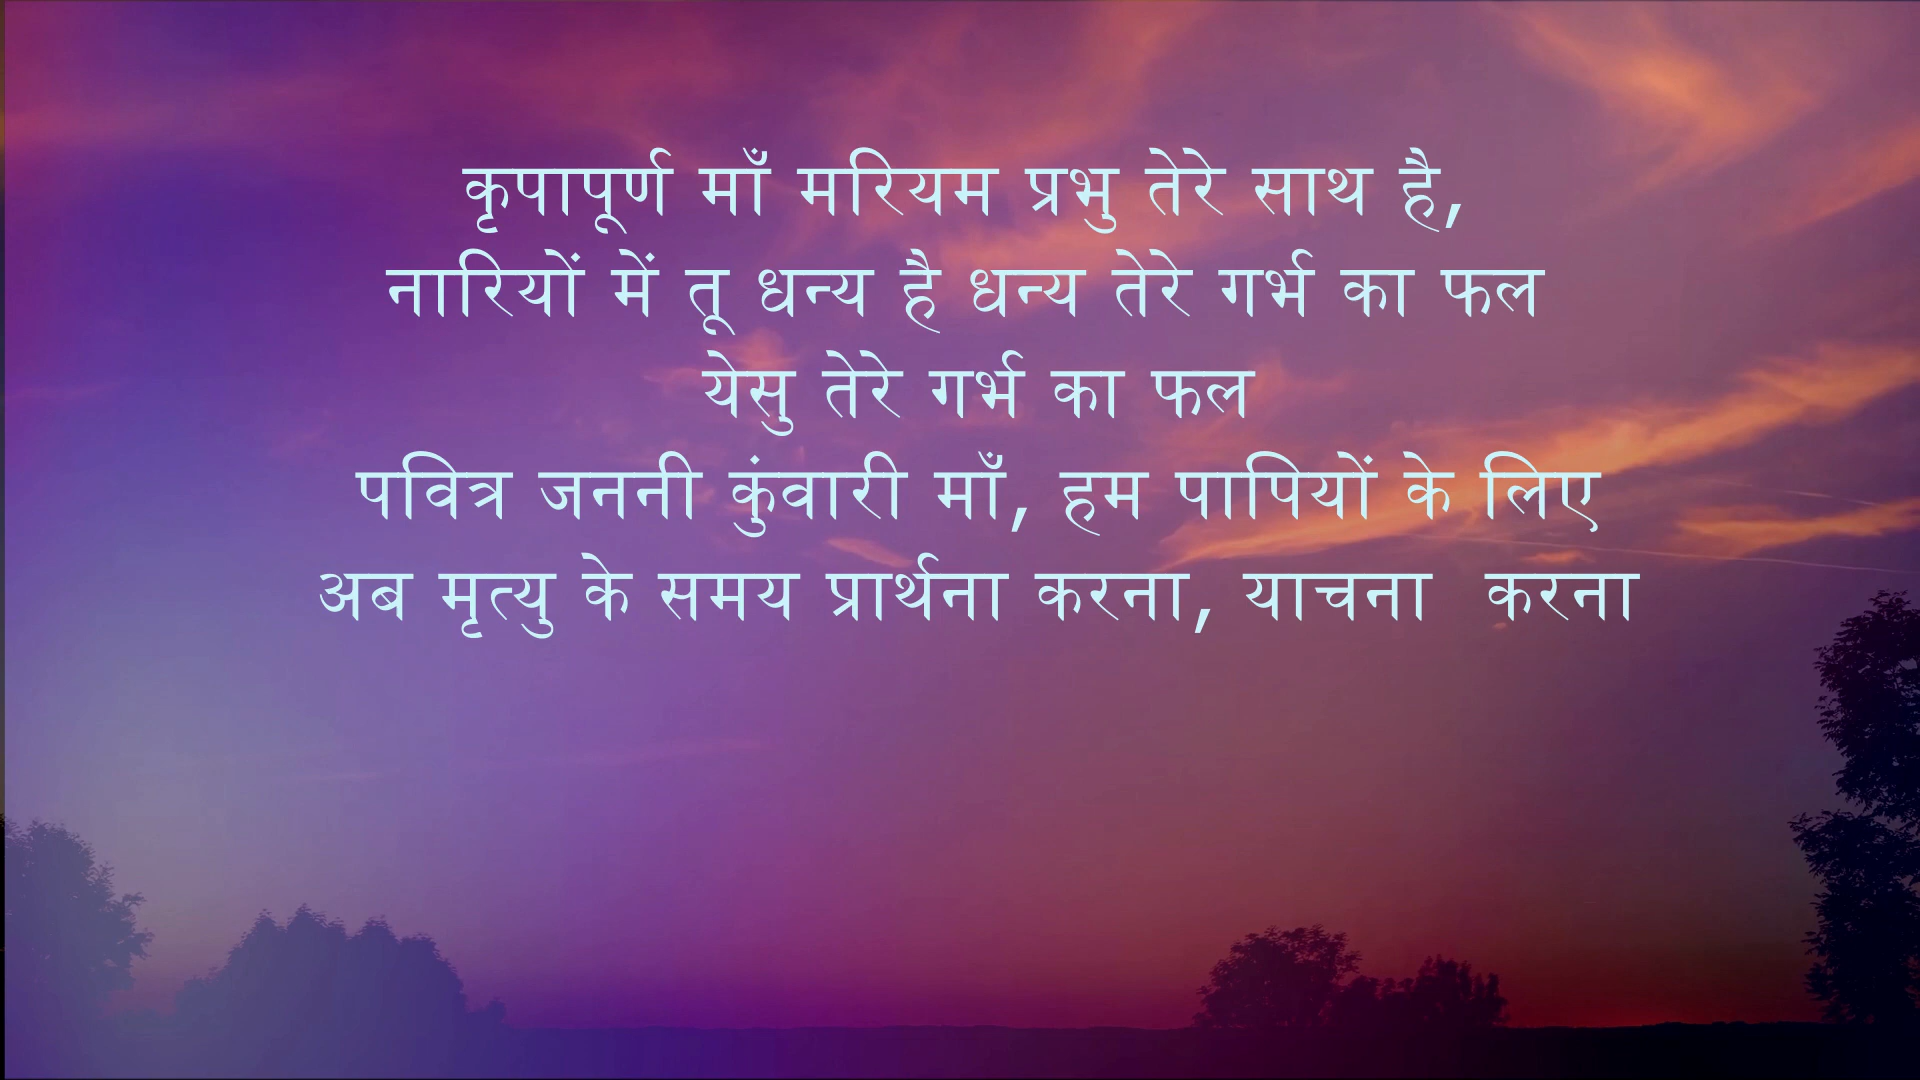 कृपापूर्ण माँ मरियम प्रभु तेरे साथ है,
नारियों में तू धन्य है धन्य तेरे गर्भ का फल
येसु तेरे गर्भ का फल
पवित्र जननी कुंवारी माँ, हम पापियों के लिए
अब मृत्यु के समय प्रार्थना करना, याचना  करना